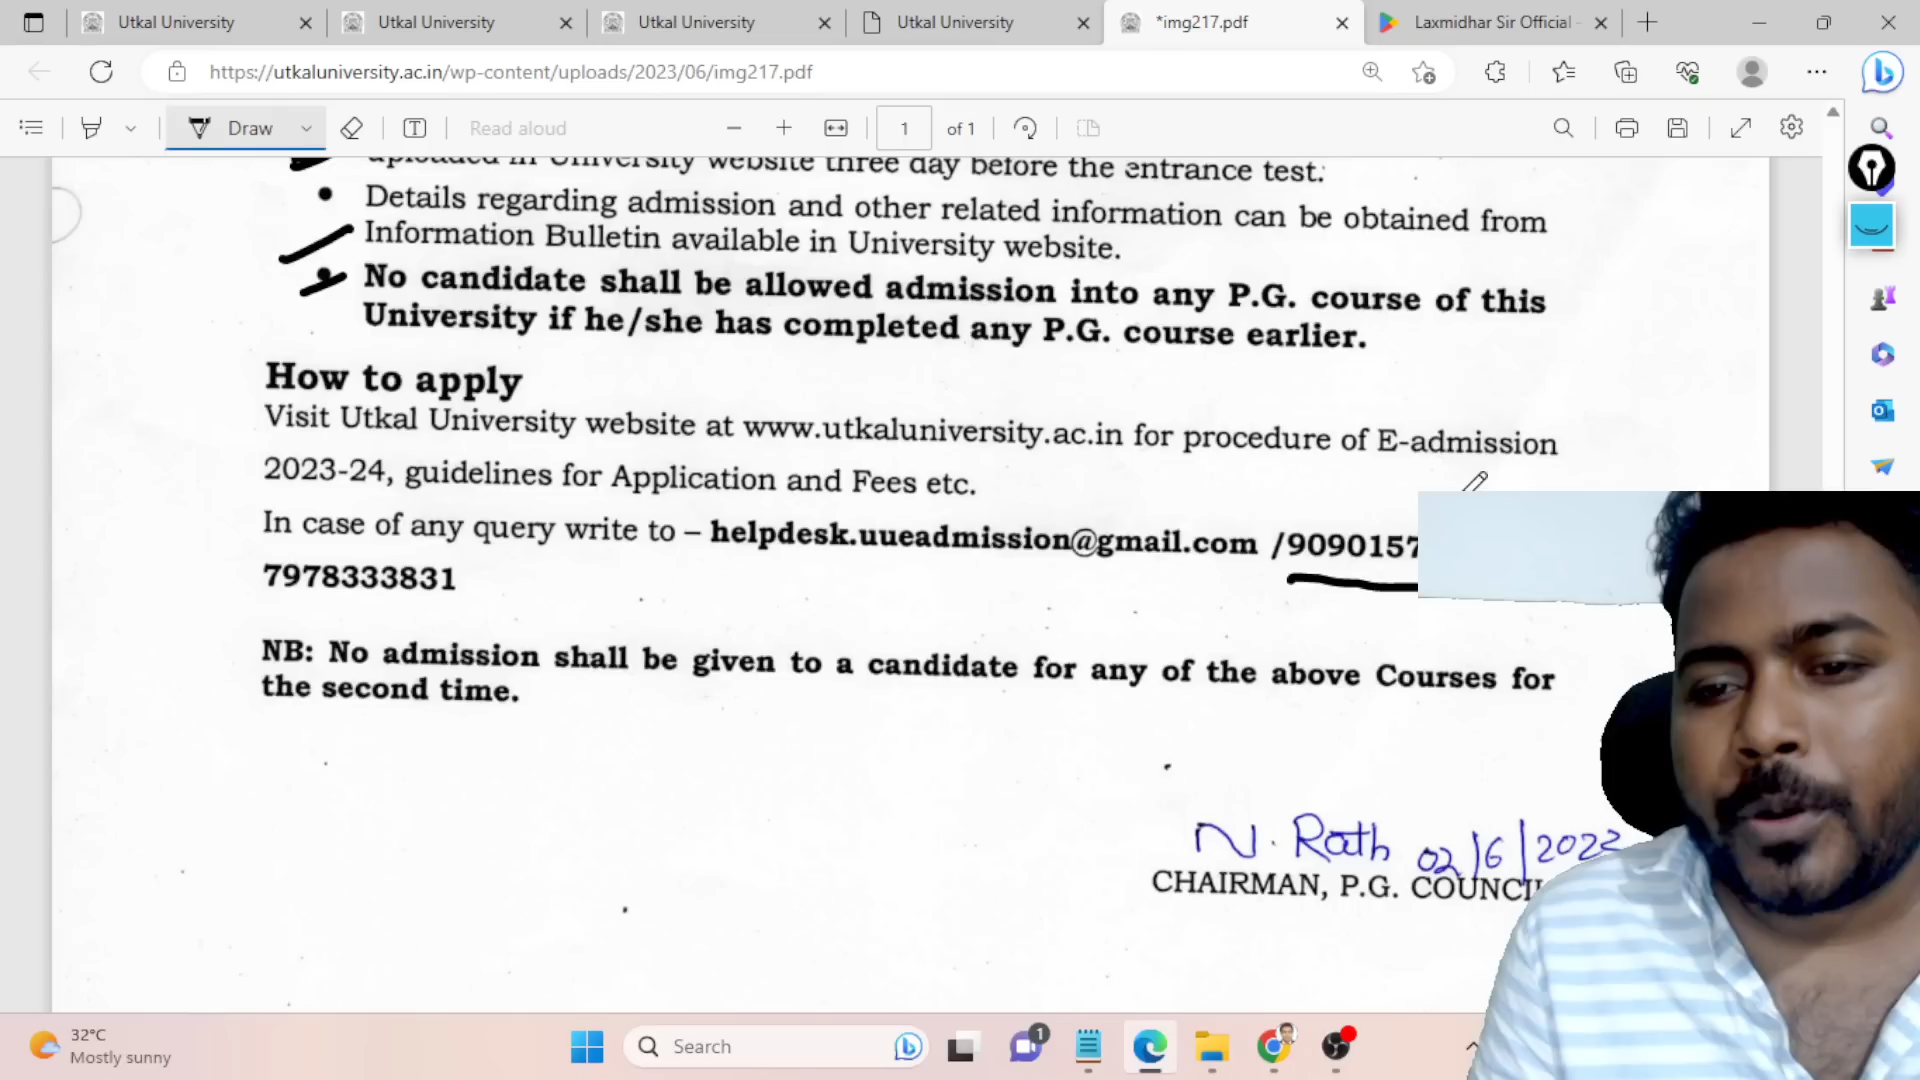 Utkal University
Utkal University
Utkal University
Utkal University
*img217.pdf
Laxmidhar Sir Official -
https://utkaluniversity.ac.in/wp-content/uploads/2023/06/img217.pdf
Draw
Read aloud
1 of 1
uploaded in University website three day before the entrance test.
• Details regarding admission and other related information can be obtained from
Information Bulletin available in University website.
• No candidate shall be allowed admission into any P.G. course of this
University if he/she has completed any P.G. course earlier.
How to apply
Visit Utkal University website at www.utkaluniversity.ac.in for procedure of E-admission
2023-24, guidelines for Application and Fees etc.
In case of any query write to – helpdesk.uueadmission@gmail.com /9090157
7978333831
NB: No admission shall be given to a candidate for any of the above Courses for
the second time.
N. Rath 02/6/2023
CHAIRMAN, P.G. COUNCIL
32°C
Mostly sunny
Search
1